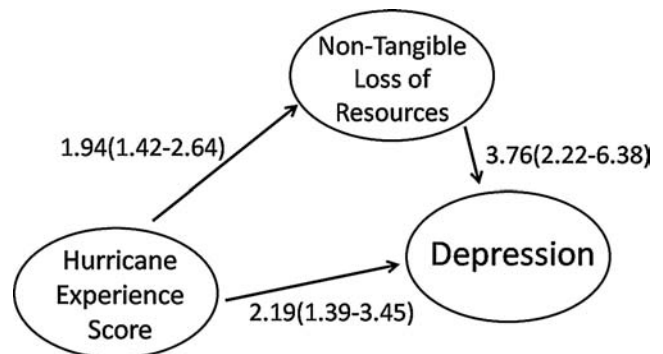 Non-Tangible
Loss of
Resources
1.94(1.42-2.64)
3.76(2.22-6.38)
Hurricane
Experience
Score
Depression
2.19(1.39-3.45)